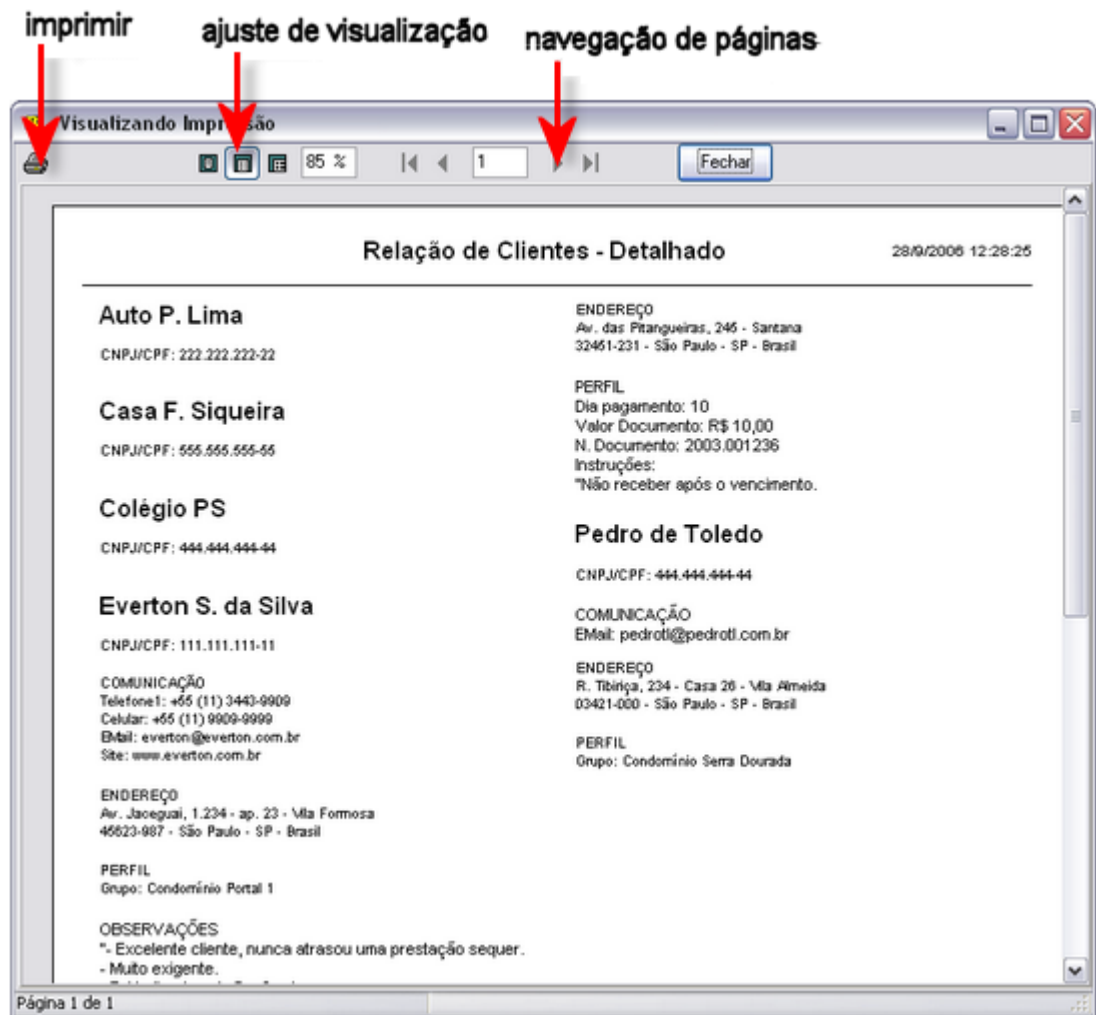 imprimir
ajuste de visualização
navegação de páginas
Visualizando Impressão
85 %
1
Fechar
Relação de Clientes - Detalhado
28/9/2006 12:28:25
Auto P. Lima
CNPJ/CPF: 222.222.222-22
Casa F. Siqueira
CNPJ/CPF: 555.555.555-55
Colégio PS
CNPJ/CPF: 444.444.444-44
Everton S. da Silva
CNPJ/CPF: 111.111.111-11
COMUNICAÇÃO
Telefone1: +55 (11) 3443-9909
Celular: +55 (11) 9909-9999
EMail: everton@everton.com.br
Site: www.everton.com.br
ENDEREÇO
Av. Jaceguai, 1.234 - ap. 23 - Vila Formosa
45623-987 - São Paulo - SP - Brasil
PERFIL
Grupo: Condomínio Portal 1
OBSERVAÇÕES
"- Excelente cliente, nunca atrasou uma prestação sequer.
- Muito exigente.
ENDEREÇO
Av. das Pitangueiras, 245 - Santana
32451-231 - São Paulo - SP - Brasil
PERFIL
Dia pagamento: 10
Valor Documento: R$ 10,00
N. Documento: 2003.001236
Instruções:
"Não receber após o vencimento.
Pedro de Toledo
CNPJ/CPF: 444.444.444-44
COMUNICAÇÃO
EMail: pedrotl@pedrotl.com.br
ENDEREÇO
R. Tibiriça, 234 - Casa 26 - Vila Almeida
03421-000 - São Paulo - SP - Brasil
PERFIL
Grupo: Condomínio Serra Dourada
Página 1 de 1